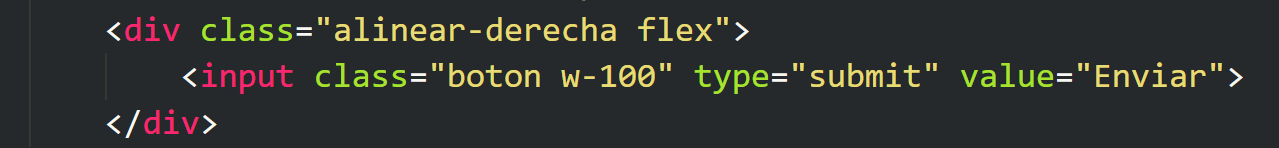 <div class="alinear-derecha flex">
<input class="boton w-100" type="submit" value="Enviar">
</div>